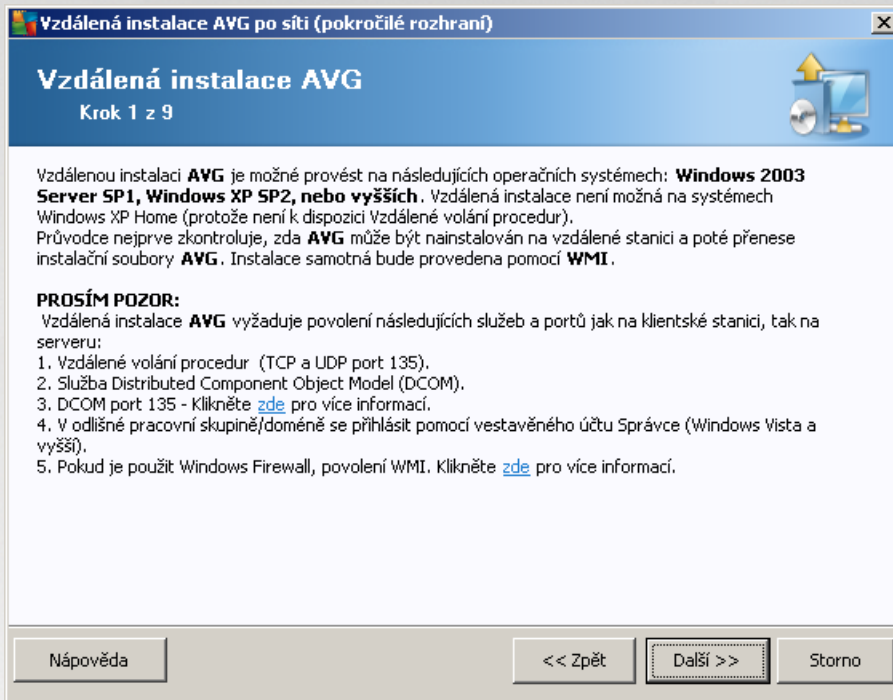 Vzdálená instalace AVG po síti (pokročilé rozhraní)
Vzdálená instalace AVG
Krok 1 z 9
Vzdálenou instalaci AVG je možné provést na následujících operačních systémech: Windows 2003
Server SP1, Windows XP SP2, nebo vyšších. Vzdálená instalace není možná na systémech
Windows XP Home (protože není k dispozici Vzdálené volání procedur).
Průvodce nejprve zkontroluje, zda AVG může být nainstalován na vzdálené stanici a poté přenese
instalační soubory AVG. Instalace samotná bude provedena pomocí WMI.
PROSÍM POZOR:
Vzdálená instalace AVG vyžaduje povolení následujících služeb a portů jak na klientské stanici, tak na
serveru:
1. Vzdálené volání procedur (TCP a UDP port 135).
2. Služba Distributed Component Object Model (DCOM).
3. DCOM port 135 - Klikněte zde pro více informací.
4. V odlišné pracovní skupině/doméně se přihlásit pomocí vestavěného účtu Správce (Windows Vista a
vyšší).
5. Pokud je použit Windows Firewall, povolení WMI. Klikněte zde pro více informací.
Nápověda
<< Zpět
Další >>
Storno